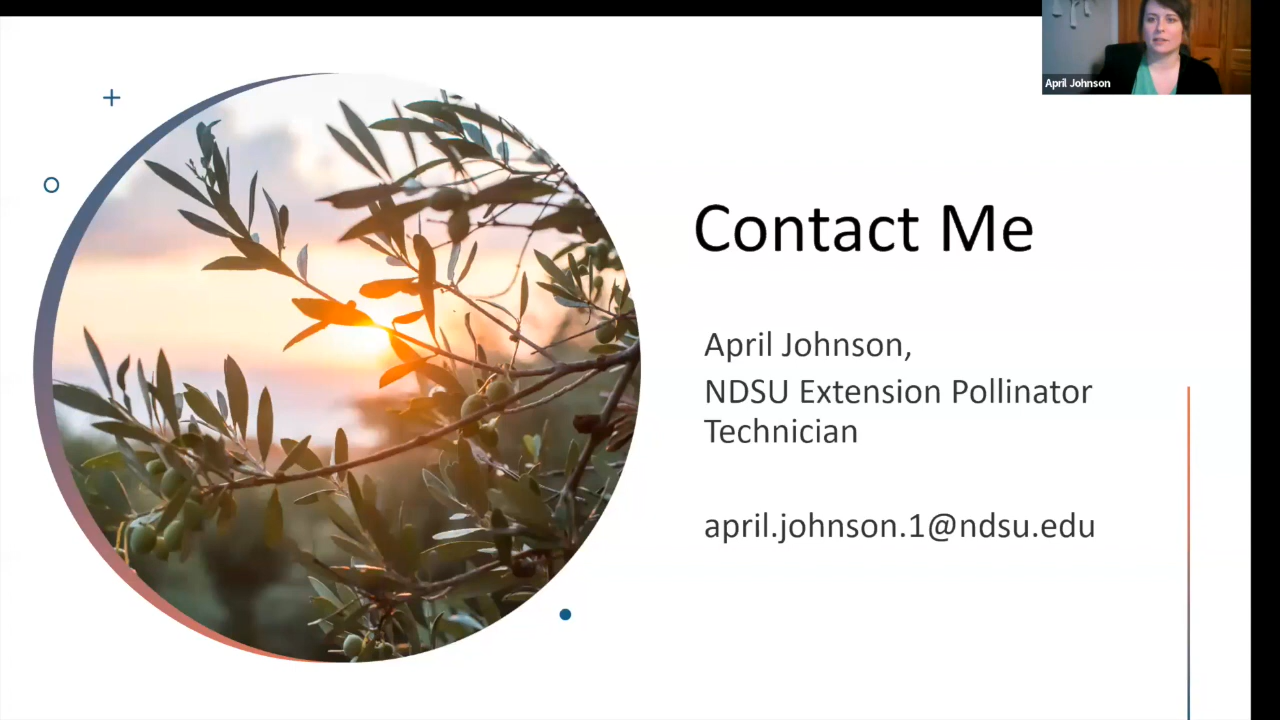 April Johnson
Contact Me
April Johnson,
NDSU Extension Pollinator
Technician
april.johnson.1@ndsu.edu